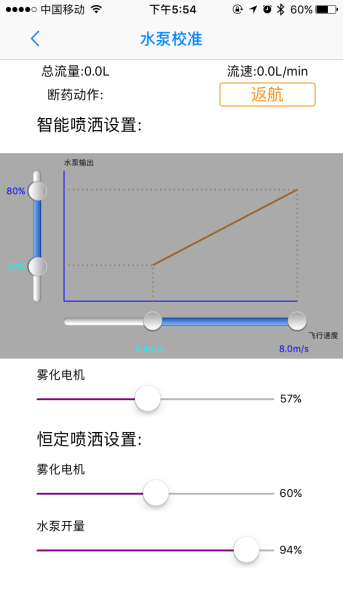 中国移动 下午5:54 60%
水泵校准
总流量:0.0L 流速:0.0L/min
断药动作: 返航
智能喷洒设置:
水泵输出
80%
飞行速度
8.0m/s
雾化电机
57%
恒定喷洒设置:
雾化电机
60%
水泵开量
94%